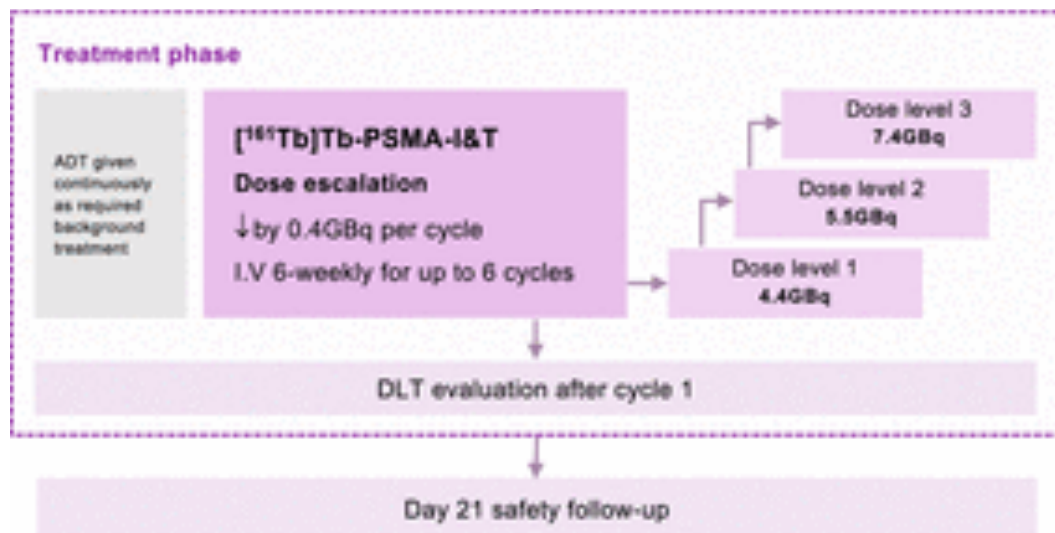 Treatment phase
ADT given
continuously
as required
background
treatment
[¹⁶¹Tb]Tb-PSMA-I&T
Dose escalation
↓by 0.4GBq per cycle
I.V 6-weekly for up to 6 cycles
Dose level 3
7.4GBq
Dose level 2
5.5GBq
Dose level 1
4.4GBq
DLT evaluation after cycle 1
Day 21 safety follow-up